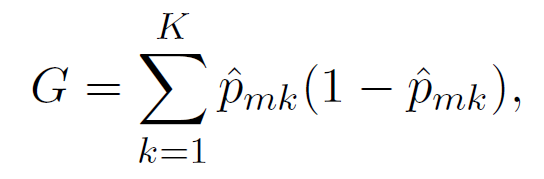 G = \sum_{k=1}^{K} \hat{p}_{mk}(1 - \hat{p}_{mk}),